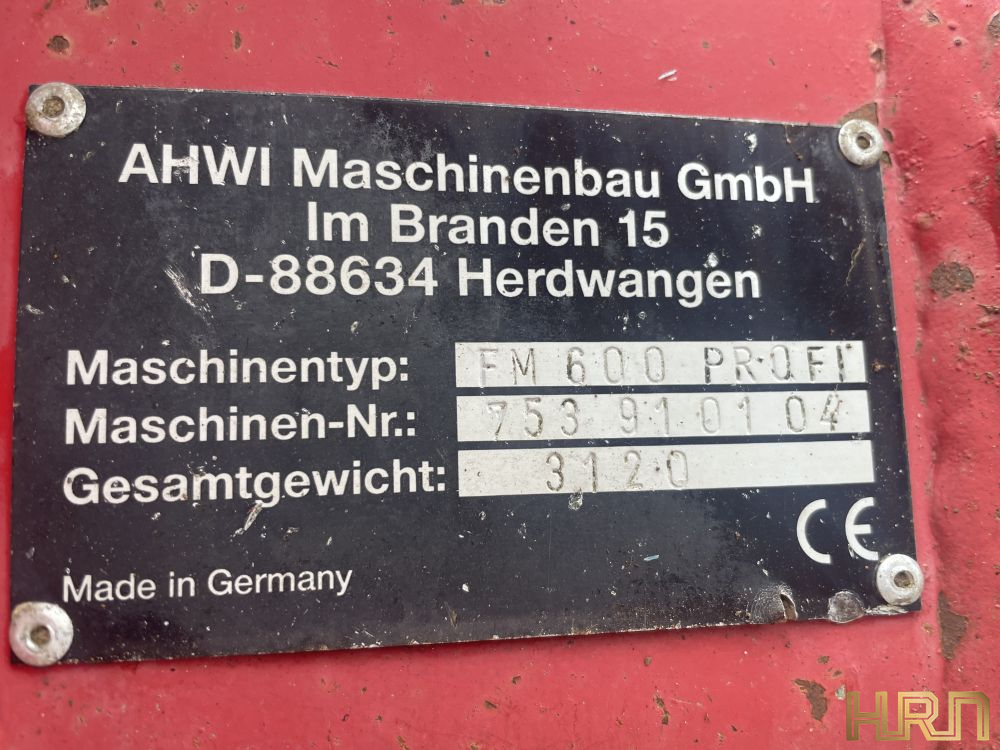 AHWI Maschinenbau GmbH
Im Branden 15
D-88634 Herdwangen
Maschinentyp: FM 600 PROFI
Maschinen-Nr.: 753 910104
Gesamtgewicht: 3120
CE
Made in Germany
HRN